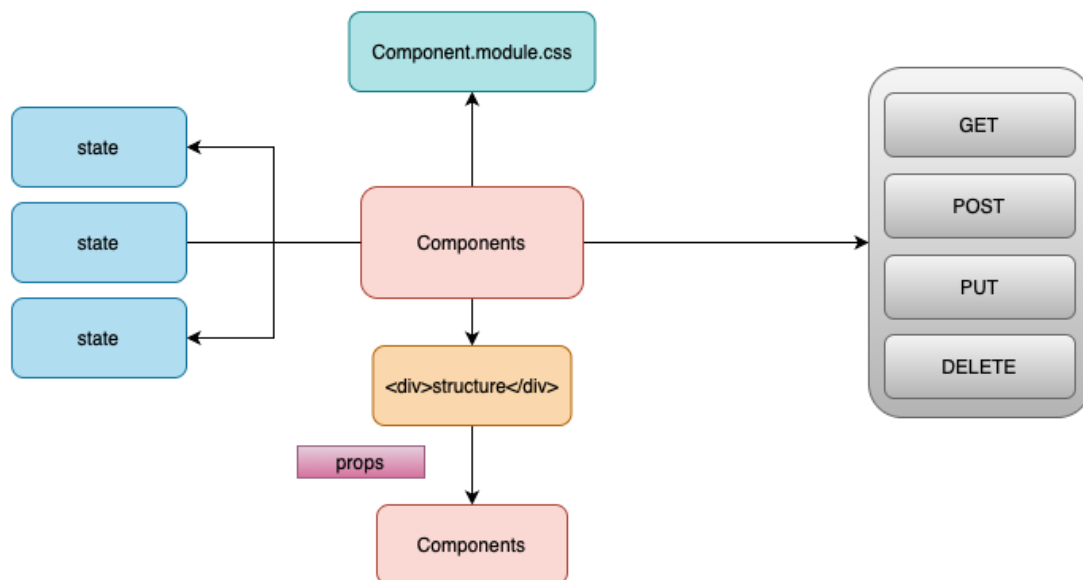 Component.module.css
state
state
state
Components
GET
POST
PUT
DELETE
<div>structure</div>
props
Components